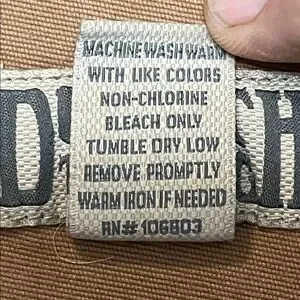 MACHINE WASH WARM
WITH LIKE COLORS
NON-CHLORINE
BLEACH ONLY
TUMBLE DRY LOW
REMOVE PROMPTLY
WARM IRON IF NEEDED
RN# 106803